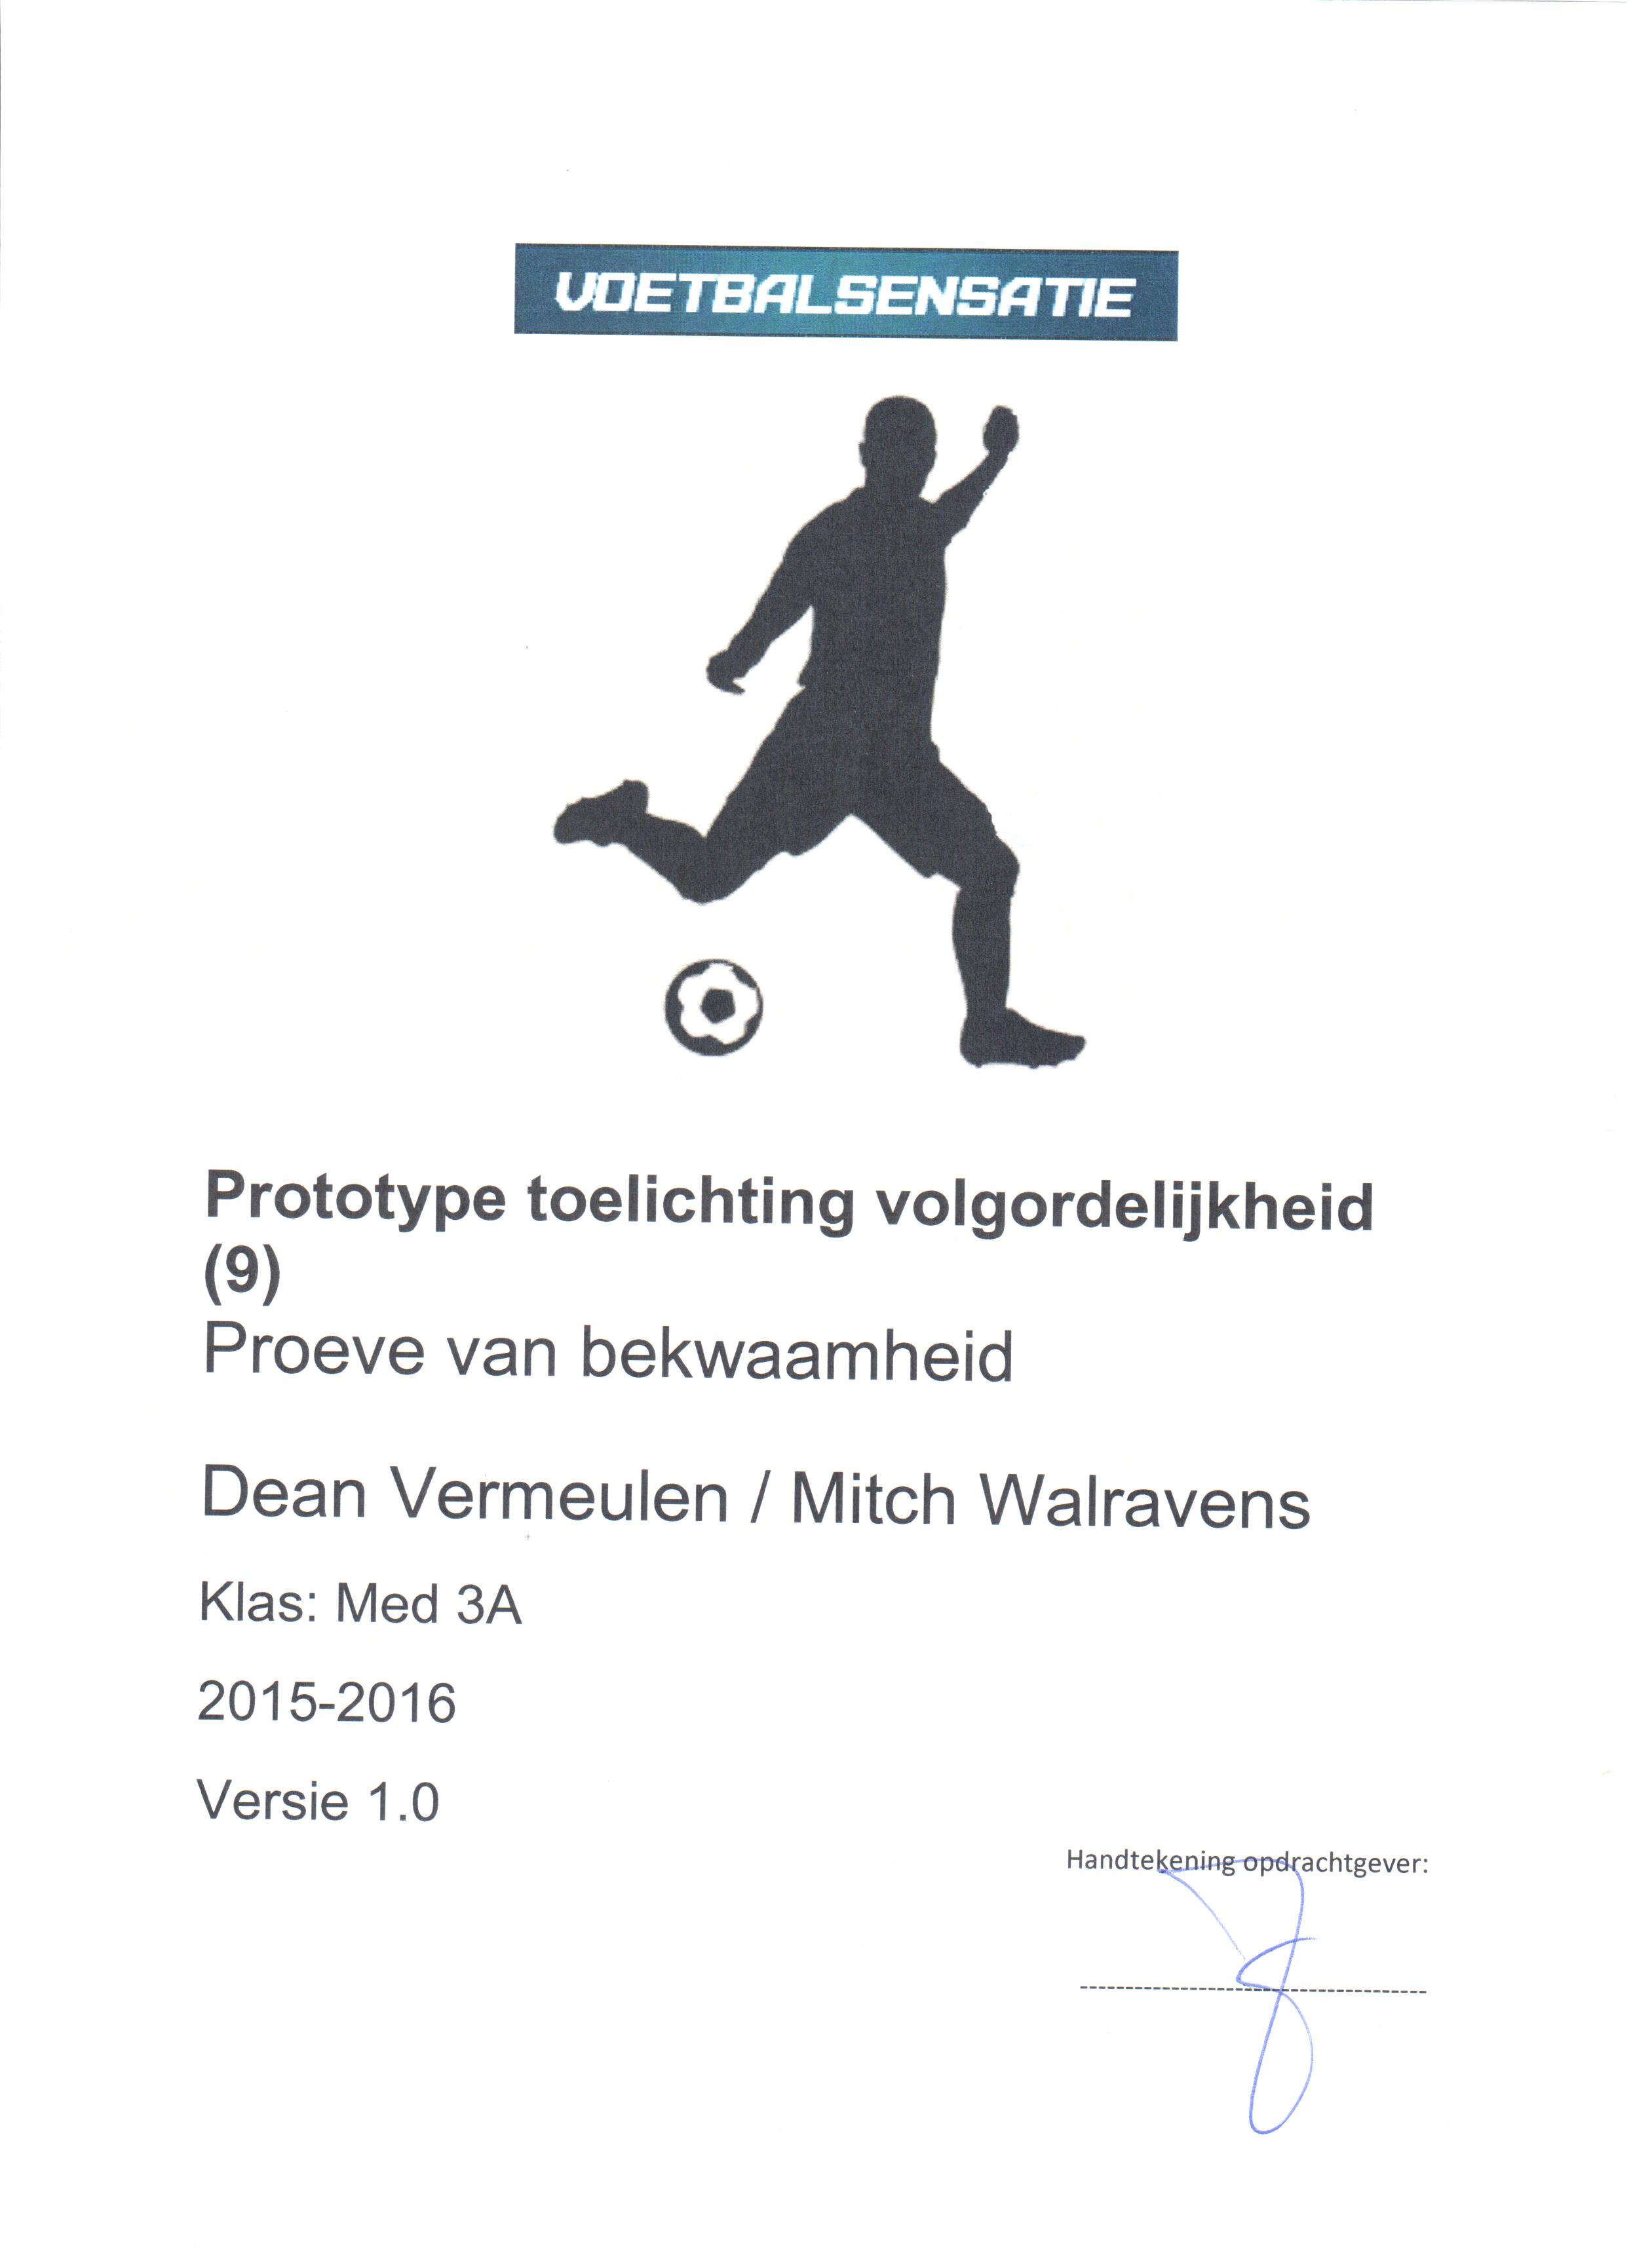 VOETBALSENSATIE
Prototype toelichting volgordelijkheid
(9)
Proeve van bekwaamheid
Dean Vermeulen / Mitch Walravens
Klas: Med 3A
2015-2016
Versie 1.0
Handtekening opdrachtgever: